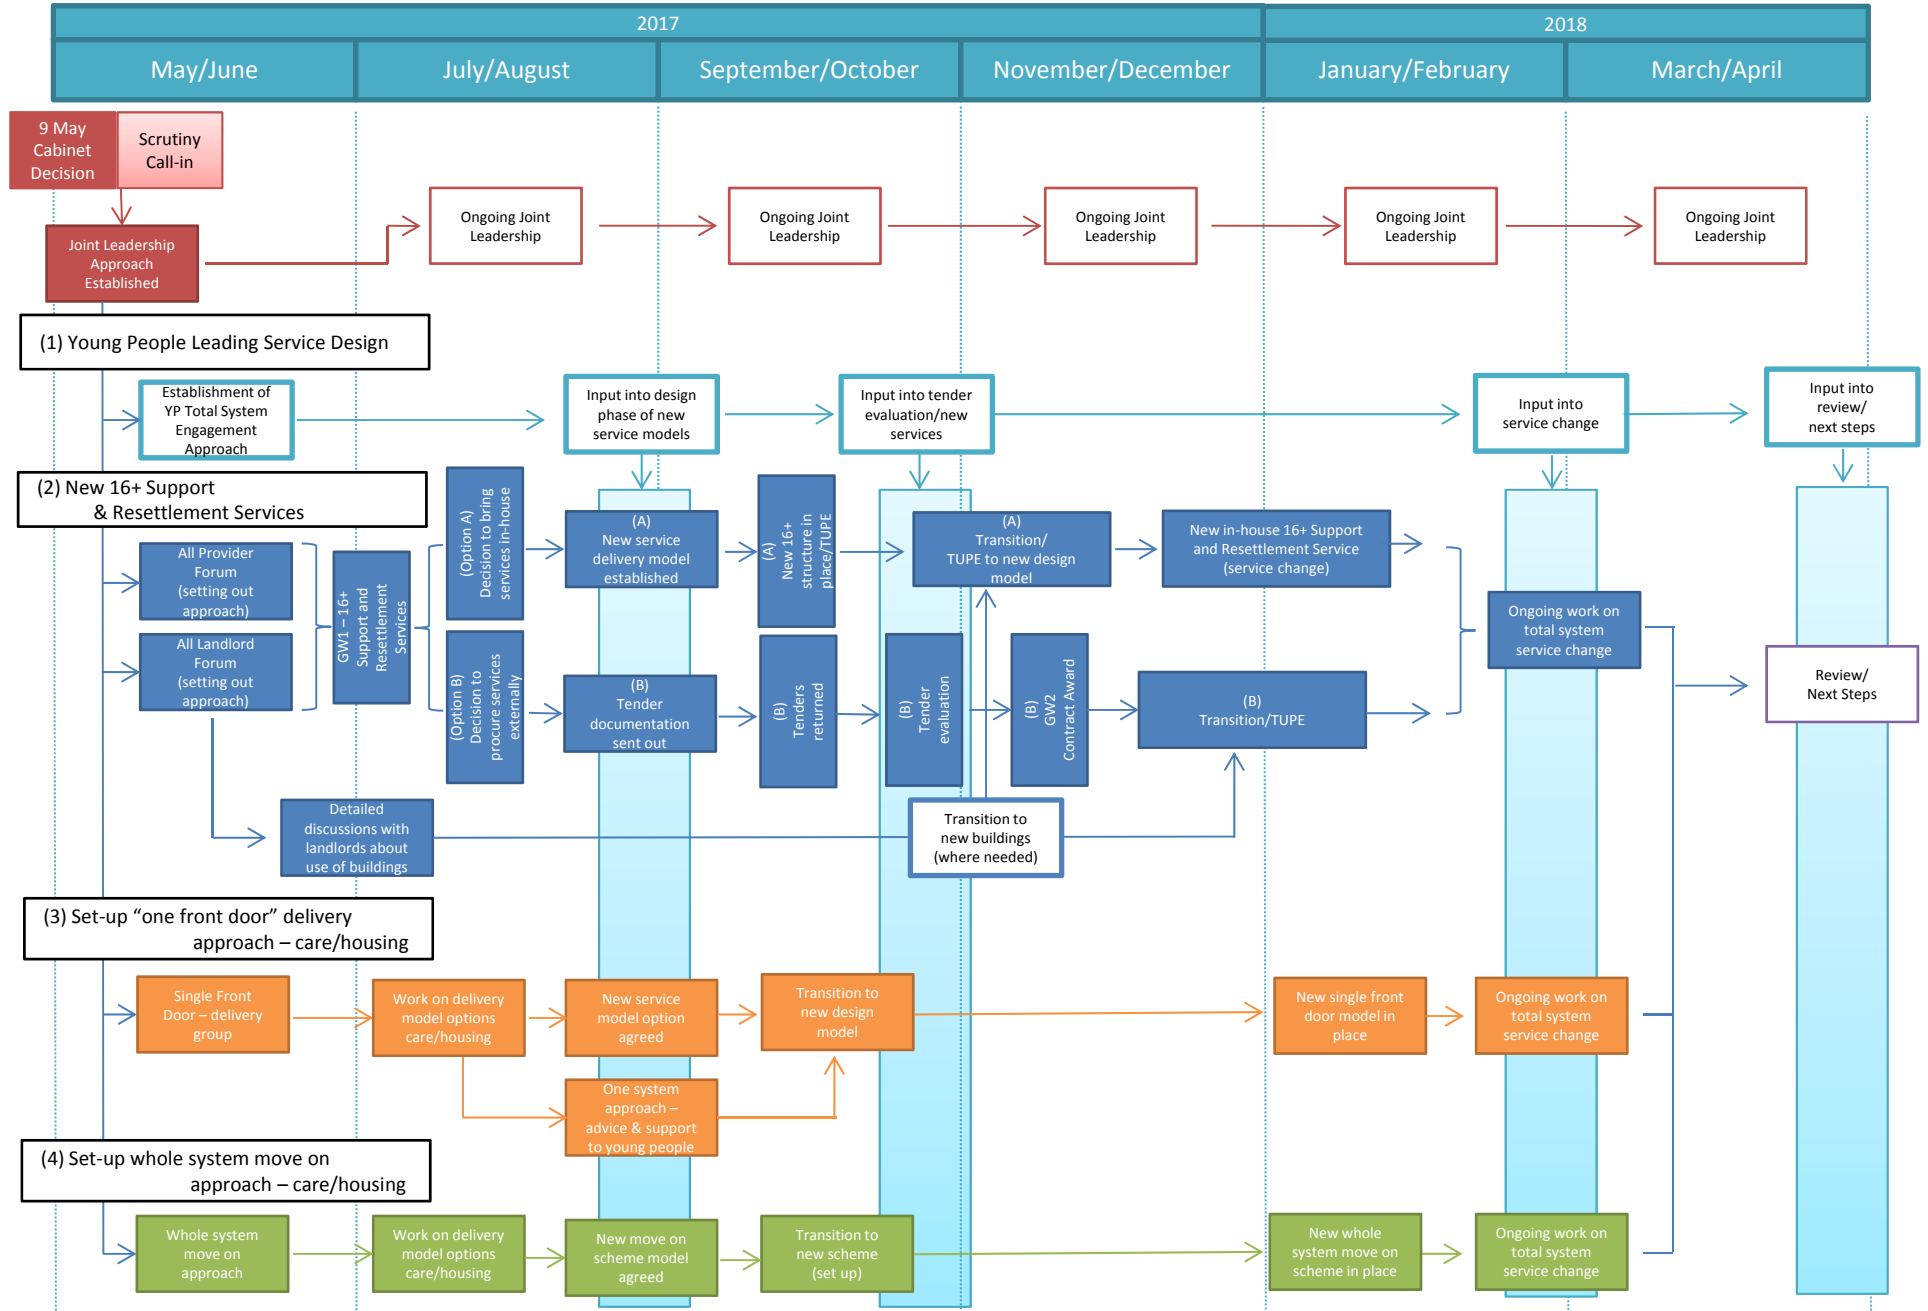 2017
2018
May/June
July/August
September/October
November/December
January/February
March/April
9 May
Cabinet
Decision
Scrutiny
Call-in
Joint Leadership
Approach
Established
Ongoing Joint
Leadership
Ongoing Joint
Leadership
Ongoing Joint
Leadership
Ongoing Joint
Leadership
Ongoing Joint
Leadership
(1) Young People Leading Service Design
Establishment of
YP Total System
Engagement
Approach
Input into design
phase of new
service models
Input into tender
evaluation/new
services
Input into
service change
Input into
review/
next steps
(2) New 16+ Support
& Resettlement Services
All Provider
Forum
(setting out
approach)
All Landlord
Forum
(setting out
approach)
GW1 – 16+
Support and
Resettlement
Services
(Option A)
Decision to bring
services in-house
(A)
New service
delivery model
established
(A)
New 16+
structure in
place/TUPE
(A)
Transition/
TUPE to new design
model
New in-house 16+ Support
and Resettlement Service
(service change)
(Option B)
Decision to
procure services
externally
(B)
Tender
documentation
sent out
(B)
Tenders
returned
(B)
Tender
evaluation
(B)
GW2
Contract Award
(B)
Transition/TUPE
Ongoing work on
total system
service change
Review/
Next Steps
Detailed
discussions with
landlords about
use of buildings
Transition to
new buildings
(where needed)
(3) Set-up “one front door” delivery
approach – care/housing
Single Front
Door – delivery
group
Work on delivery
model options
care/housing
New service
model option
agreed
Transition to
new design
model
New single front
door model in
place
Ongoing work on
total system
service change
One system
approach –
advice & support
to young people
(4) Set-up whole system move on
approach – care/housing
Whole system
move on
approach
Work on delivery
model options
care/housing
New move on
scheme model
agreed
Transition to
new scheme
(set up)
New whole
system move on
scheme in place
Ongoing work on
total system
service change